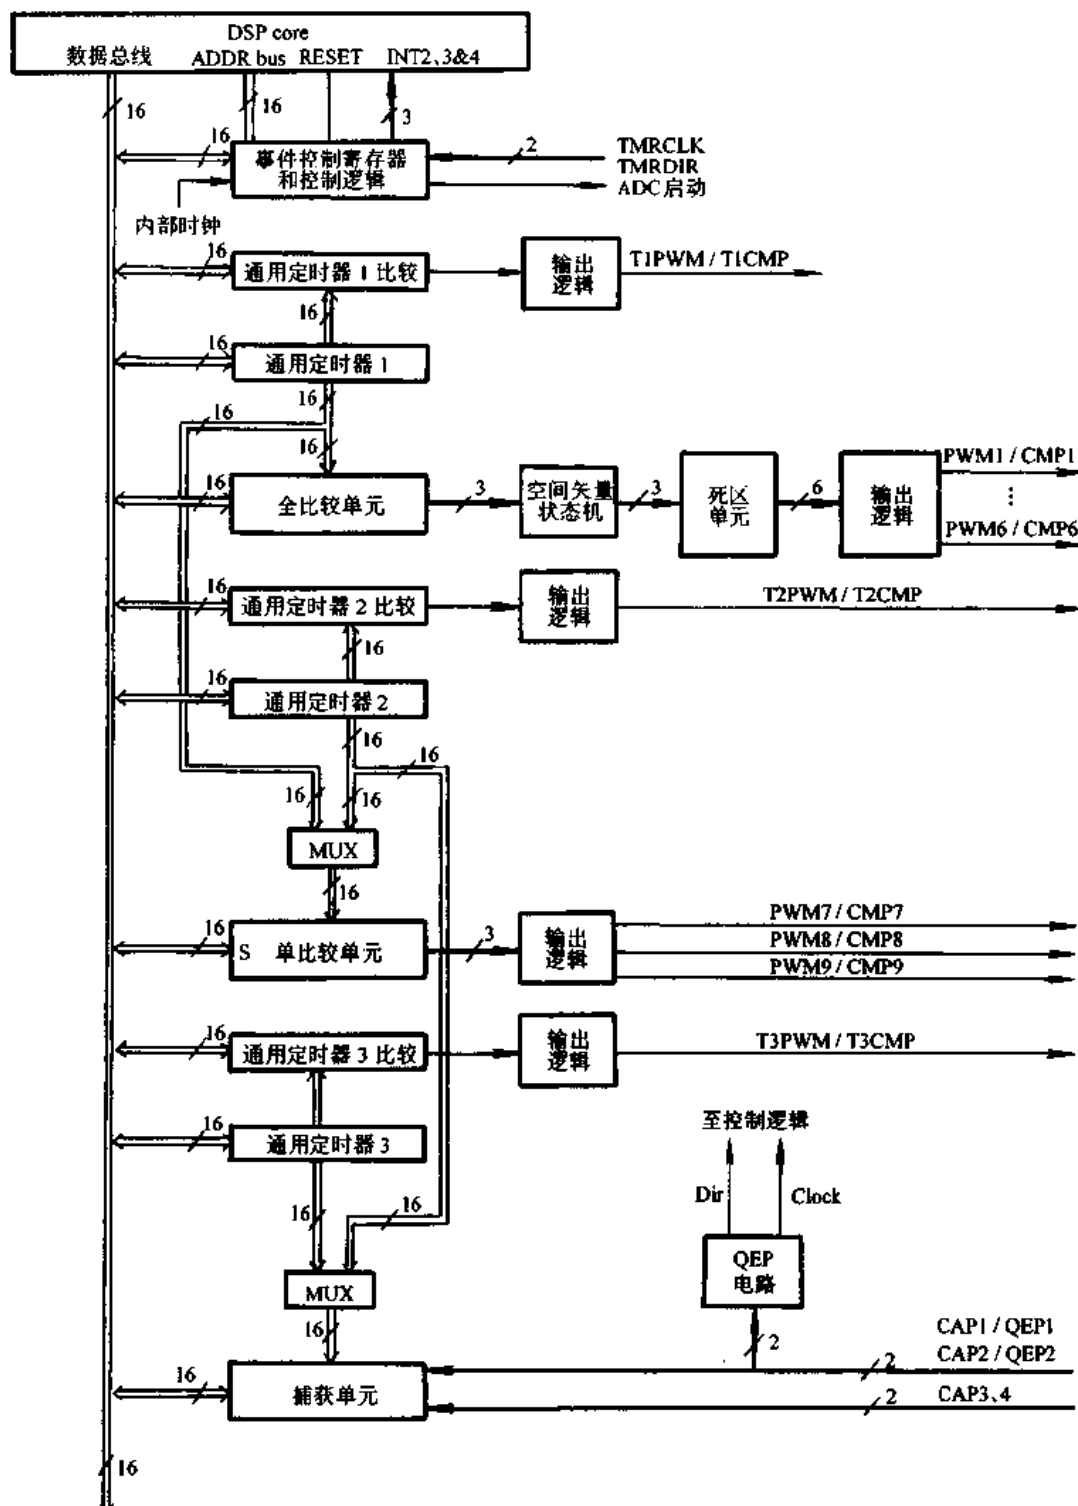 DSP core
数据总线 ADDR bus RESET INT2、3&4
16
16
3
16
事件控制寄存器
和控制逻辑
2
TMRCLK
TMRDIR
ADC启动
内部时钟
16
通用定时器 1 比较
输出
逻辑
T1PWM / T1CMP
16
16
通用定时器 1
16
16
16
16
全比较单元
3
空间矢量
状态机
3
死区
单元
6
输出
逻辑
PWM1 / CMP1
⋮
PWM6 / CMP6
16
通用定时器 2 比较
输出
逻辑
T2PWM / T2CMP
16
16
通用定时器 2
16
16
16
16
MUX
16
16
S 单比较单元
3
输出
逻辑
PWM7 / CMP7
PWM8 / CMP8
PWM9 / CMP9
16
通用定时器 3 比较
输出
逻辑
T3PWM / T3CMP
16
通用定时器 3
至控制逻辑
Dir
Clock
16
16
QEP
电路
MUX
16
2
CAP1 / QEP1
CAP2 / QEP2
2
16
捕获单元
2
CAP3、4
16